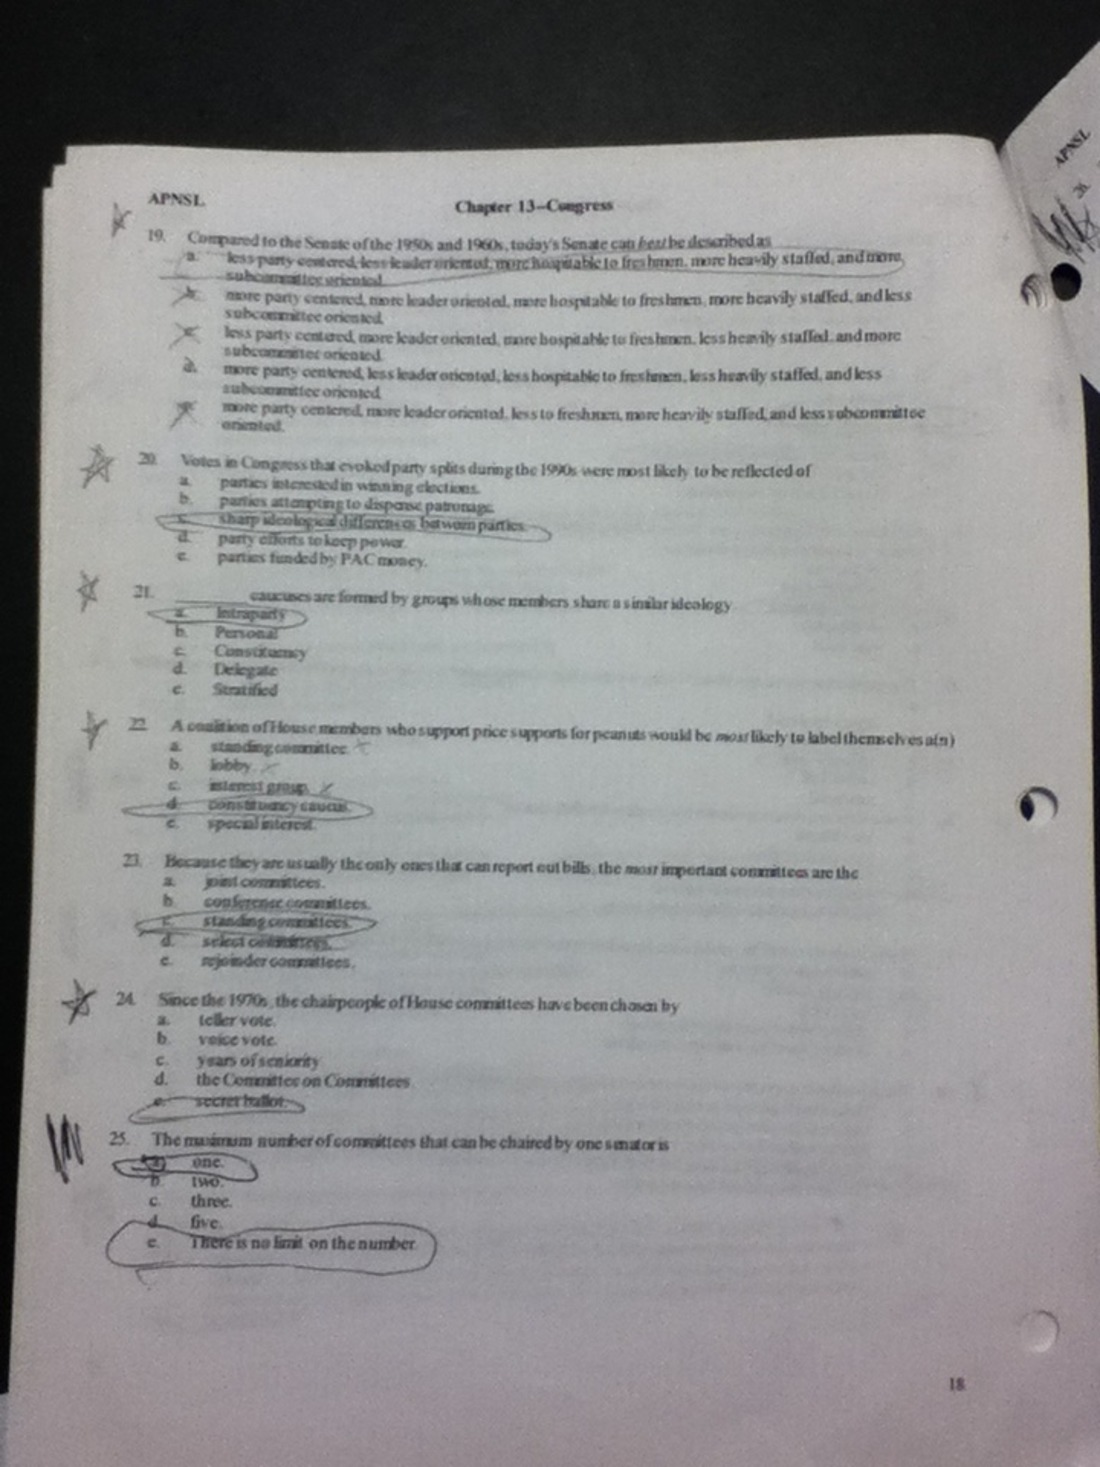 APNSL
Chapter 13–Congress
APNSL
19. Compared to the Senate of the 1950s and 1960s, today's Senate can best be described as
a. less party centered, less leader oriented, more hospitable to freshmen, more heavily staffed, and more
subcommittee oriented.
b. more party centered, more leader oriented, more hospitable to freshmen, more heavily staffed, and less
subcommittee oriented.
c. less party centered, more leader oriented, more hospitable to freshmen, less heavily staffed, and more
subcommittee oriented.
d. more party centered, less leader oriented, less hospitable to freshmen, less heavily staffed, and less
subcommittee oriented.
e. more party centered, more leader oriented, less to freshmen, more heavily staffed, and less subcommittee
oriented.
20. Votes in Congress that evoked party splits during the 1990s were most likely to be reflected of
a. parties interested in winning elections.
b. parties attempting to dispense patronage.
c. sharp ideological differences between parties.
d. party efforts to keep power.
e. parties funded by PAC money.
21. ________ caucuses are formed by groups whose members share a similar ideology
a. Intraparty
b. Personal
c. Constituency
d. Delegate
e. Stratified
22. A coalition of House members who support price supports for peanuts would be most likely to label themselves a(n)
a. standing committee.
b. lobby.
c. interest group.
d. constituency caucus.
e. special interest.
23. Because they are usually the only ones that can report out bills, the most important committees are the
a. joint committees.
b. conference committees.
c. standing committees.
d. select committees.
e. rejoinder committees.
24. Since the 1970s, the chairpeople of House committees have been chosen by
a. teller vote.
b. voice vote.
c. years of seniority
d. the Committee on Committees
e. secret ballot.
25. The maximum number of committees that can be chaired by one senator is
a. one.
b. two.
c. three.
d. five.
e. There is no limit on the number.
18